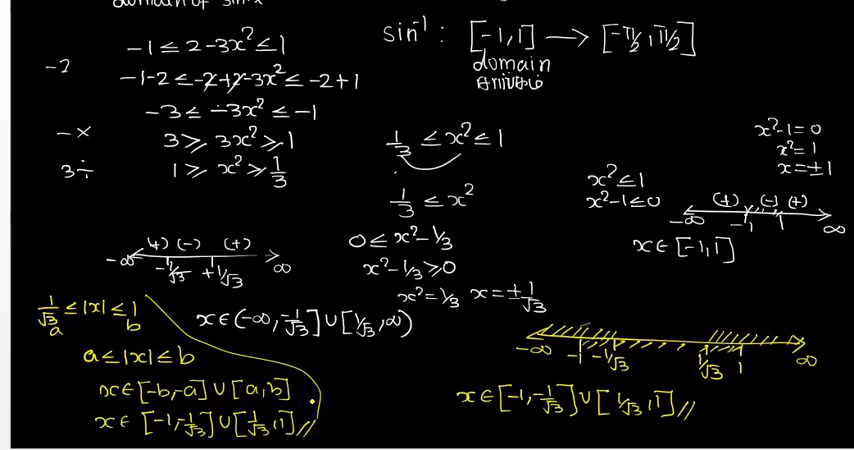 domain of sin⁻¹x
-1 ≤ 2-3x² ≤ 1
-2
-1-2 ≤ -2+2-3x² ≤ -2+1
-3 ≤ -3x² ≤ -1
-×
3 ≥ 3x² ≥ 1
3÷
1 ≥ x² ≥ 1/3
sin⁻¹ : [-1,1] → [-π/2, π/2]
domain
1/3 ≤ x² ≤ 1
1/3 ≤ x²
0 ≤ x²-1/3
x²-1/3 ≥ 0
x²=1/3 x=±1/√3
(+) (-) (+)
-∞ -1/√3 +1/√3 ∞
x∈(-∞, -1/√3] ∪ [1/√3, ∞)
x²-1=0
x²=1
x=±1
x² ≤ 1
x²-1 ≤ 0
(+) (-) (+)
-∞ -1 1 ∞
x∈[-1,1]
1/√3 ≤ |x| ≤ 1
a b
a ≤ |x| ≤ b
x∈[-b,-a] ∪ [a,b]
x∈[-1,-1/√3] ∪ [1/√3,1]//
-∞ -1 -1/√3 1/√3 1 ∞
x∈[-1,-1/√3] ∪ [1/√3,1]//